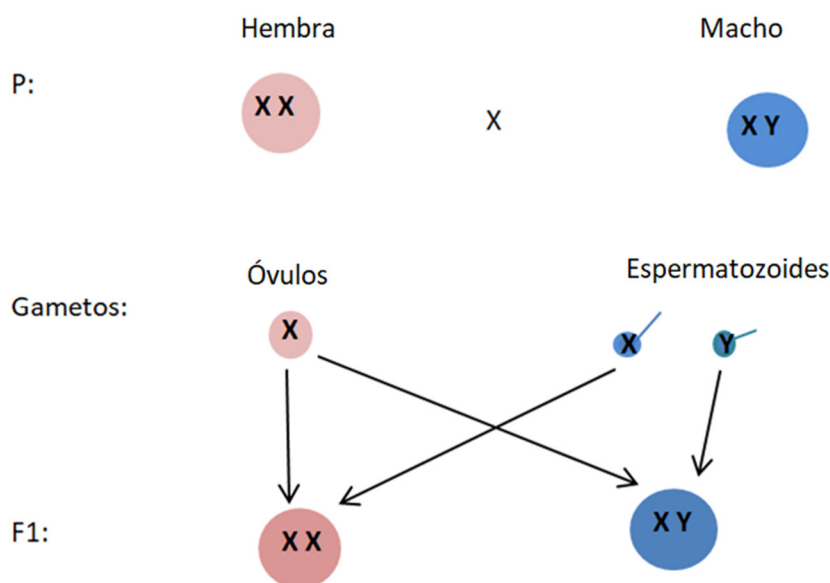 Hembra Macho
P:
X X X X Y
Óvulos Espermatozoides
Gametos:
X X Y
F1:
X X X Y